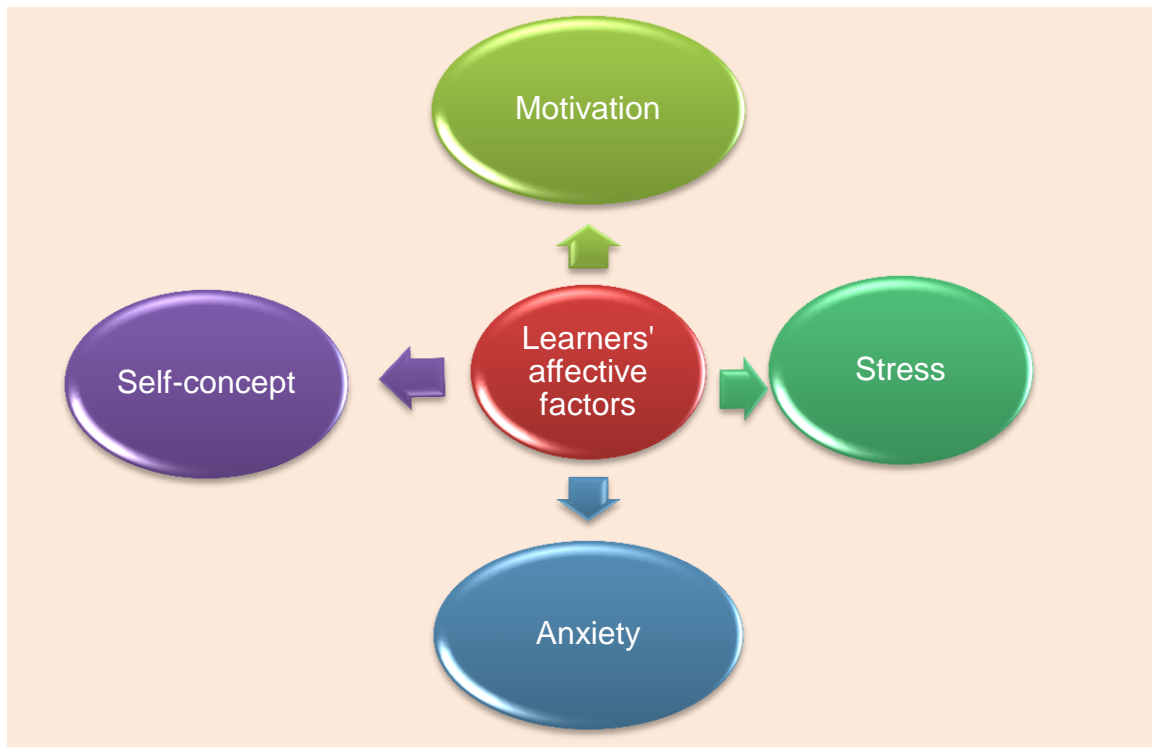 Motivation
Self-concept
Learners'
affective
factors
Stress
Anxiety